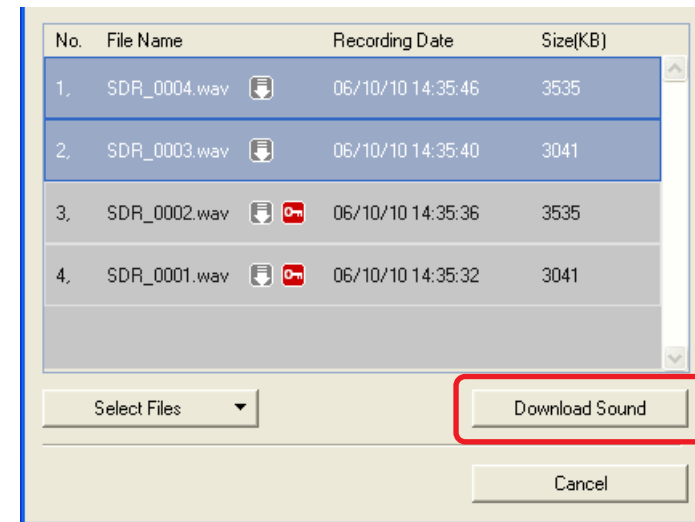 No. File Name Recording Date Size(KB)
1, SDR_0004.wav 06/10/10 14:35:46 3535
2, SDR_0003.wav 06/10/10 14:35:40 3041
3, SDR_0002.wav 06/10/10 14:35:36 3535
4, SDR_0001.wav 06/10/10 14:35:32 3041
Select Files Download Sound
Cancel